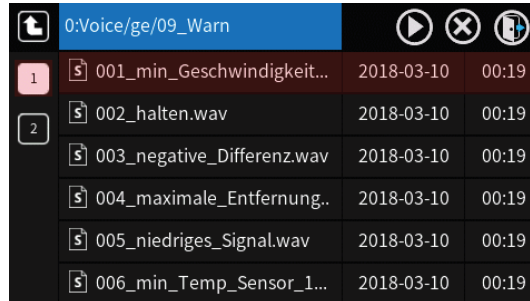 0:Voice/ge/09_Warn
1 001_min_Geschwindigkeit... 2018-03-10 00:19
2 002_halten.wav 2018-03-10 00:19
003_negative_Differenz.wav 2018-03-10 00:19
004_maximale_Entfernung.. 2018-03-10 00:19
005_niedriges_Signal.wav 2018-03-10 00:19
006_min_Temp_Sensor_1... 2018-03-10 00:19